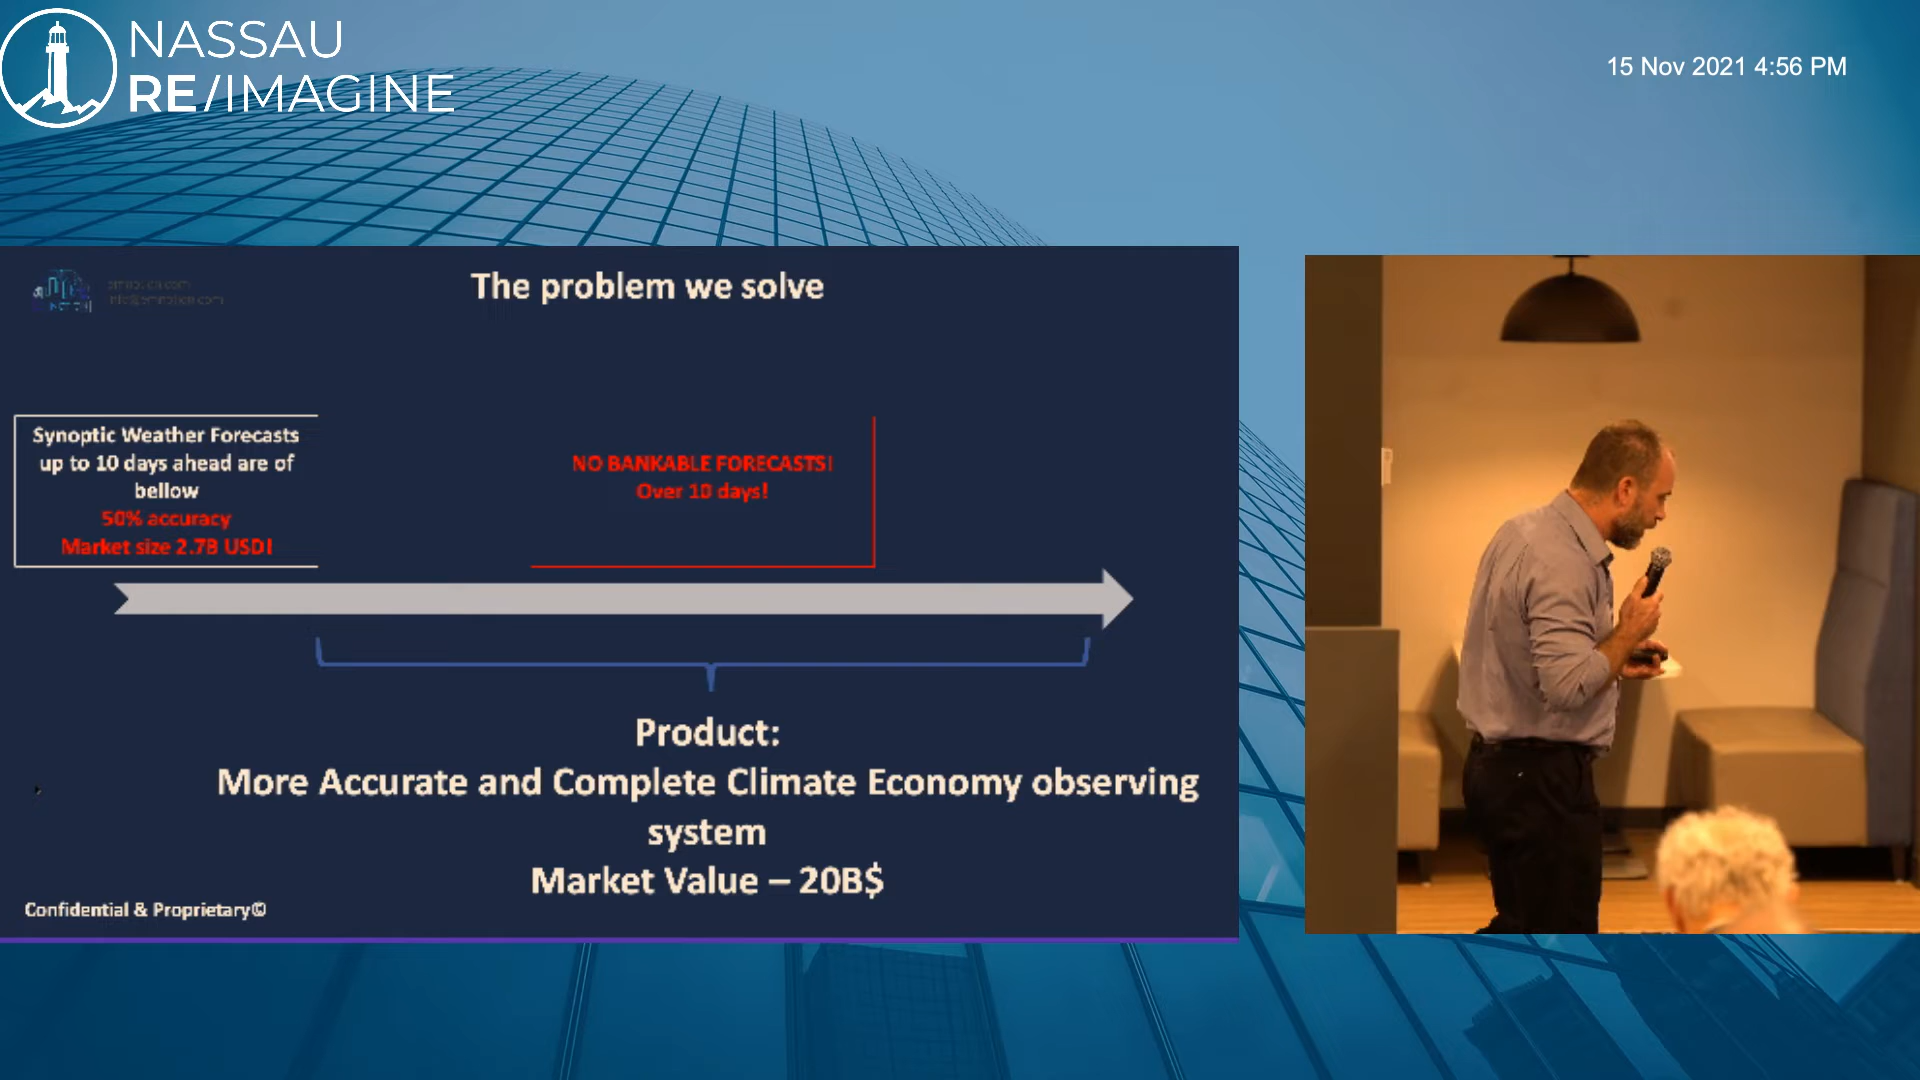 NASSAU
RE/IMAGINE
15 Nov 2021 4:56 PM
The problem we solve
Synoptic Weather Forecasts
up to 10 days ahead are of
bellow
50% accuracy
Market size 2.7B USD!
NO BANKABLE FORECASTS!
Over 10 days!
Product:
More Accurate and Complete Climate Economy observing
system
Market Value – 20B$
Confidential & Proprietary©